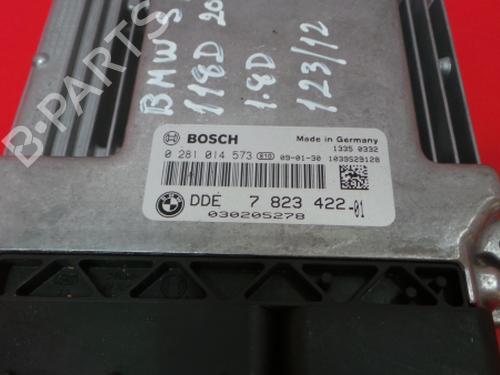 BMW S
118D 20
1.8D
123/12
BOSCH
Made in Germany
0 281 014 573 B10 09-01-30
1335 0332
1039S29128
DDE 7 823 422-01
030205278
B-PARTS